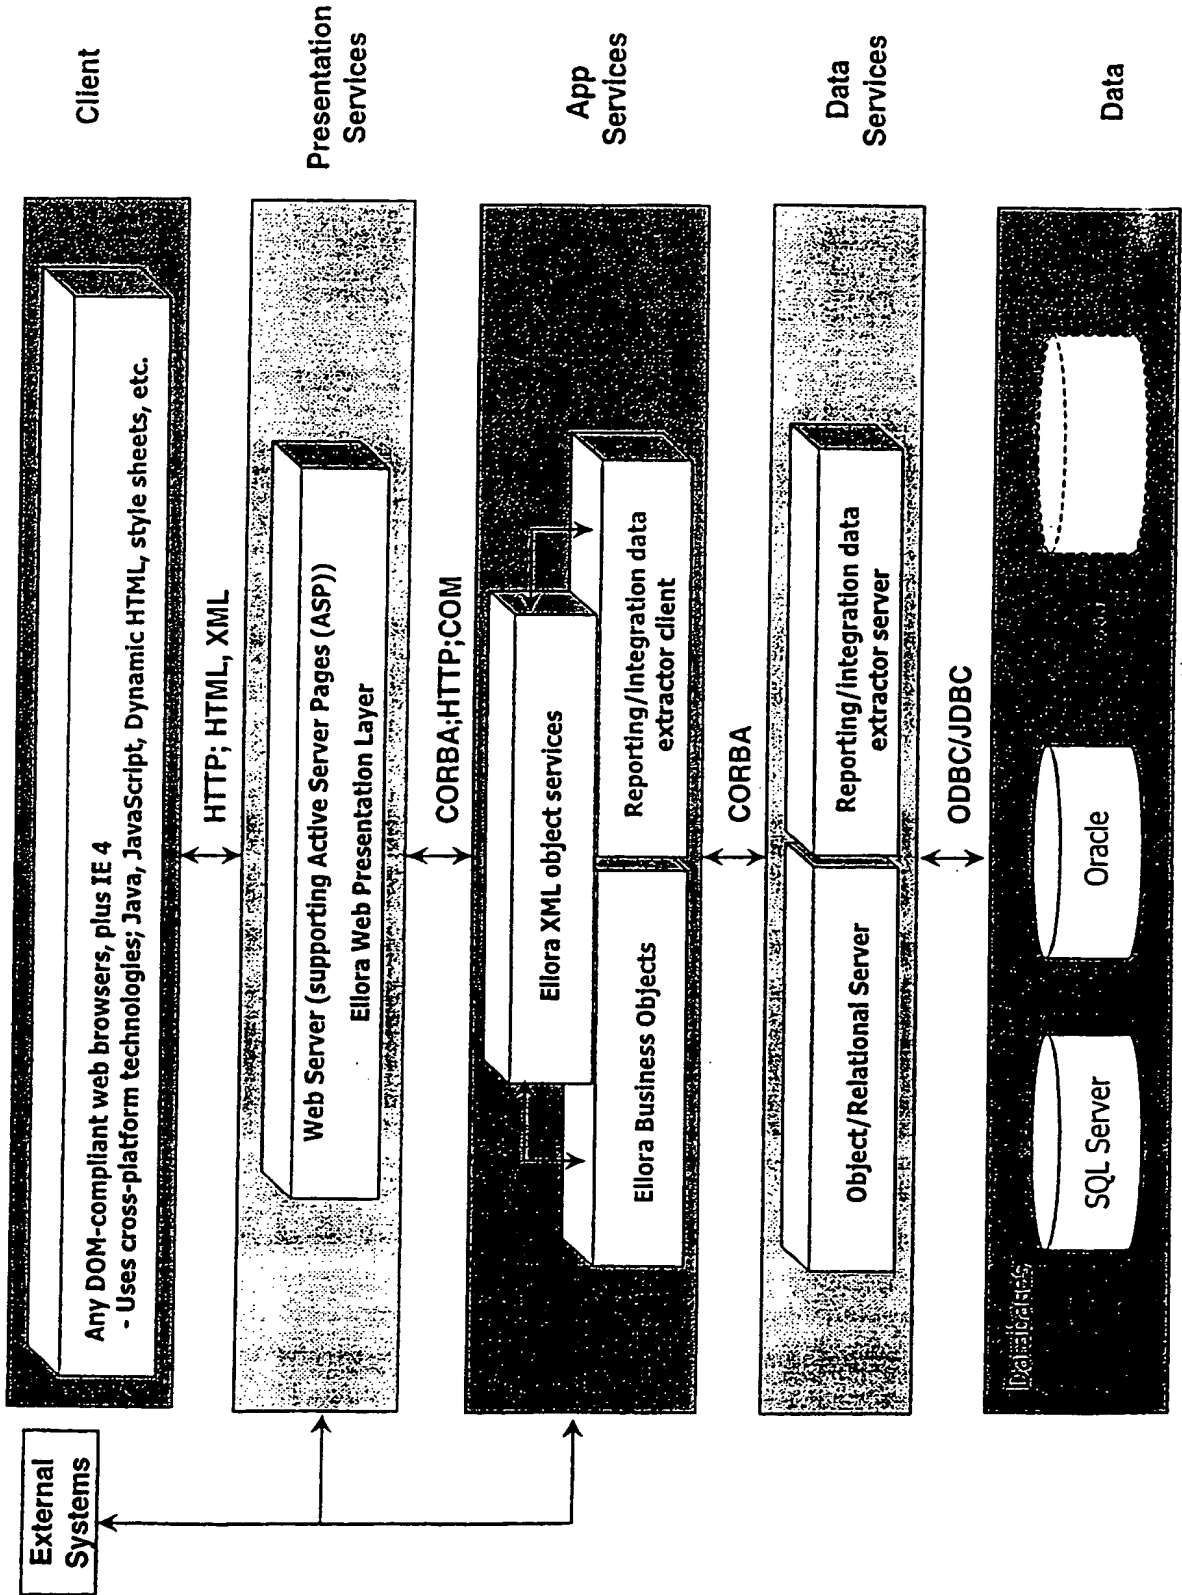 External
Systems
Any DOM-compliant web browsers, plus IE 4
- Uses cross-platform technologies; Java, JavaScript, Dynamic HTML, style sheets, etc.
Client
HTTP; HTML, XML
Web Server (supporting Active Server Pages (ASP))
Ellora Web Presentation Layer
Presentation
Services
CORBA;HTTP;COM
Ellora XML object services
Ellora Business Objects
Reporting/Integration data
extractor client
App
Services
CORBA
Object/Relational Server
Reporting/Integration data
extractor server
Data
Services
ODBC/JDBC
Databases
SQL Server
Oracle
Data